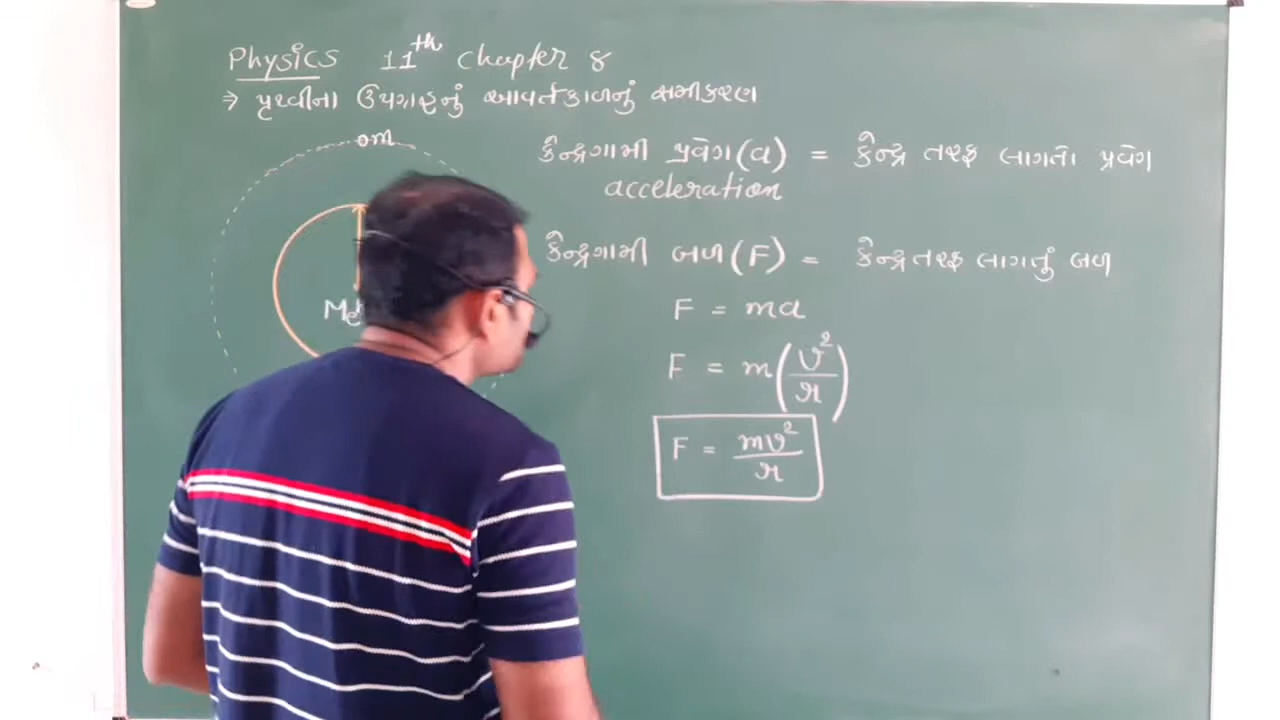 Physics 11th Chapter 8
⇒ પૃથ્વીના ઉપગ્રહનું આવર્તકાળનું સમીકરણ
m
કેન્દ્રગામી પ્રવેગ (a) = કેન્દ્ર તરફ લાગતો પ્રવેગ
acceleration
કેન્દ્રગામી બળ (F) = કેન્દ્ર તરફ લાગતું બળ
Me
F = ma
F = m(v²/r)
F = mv²/r